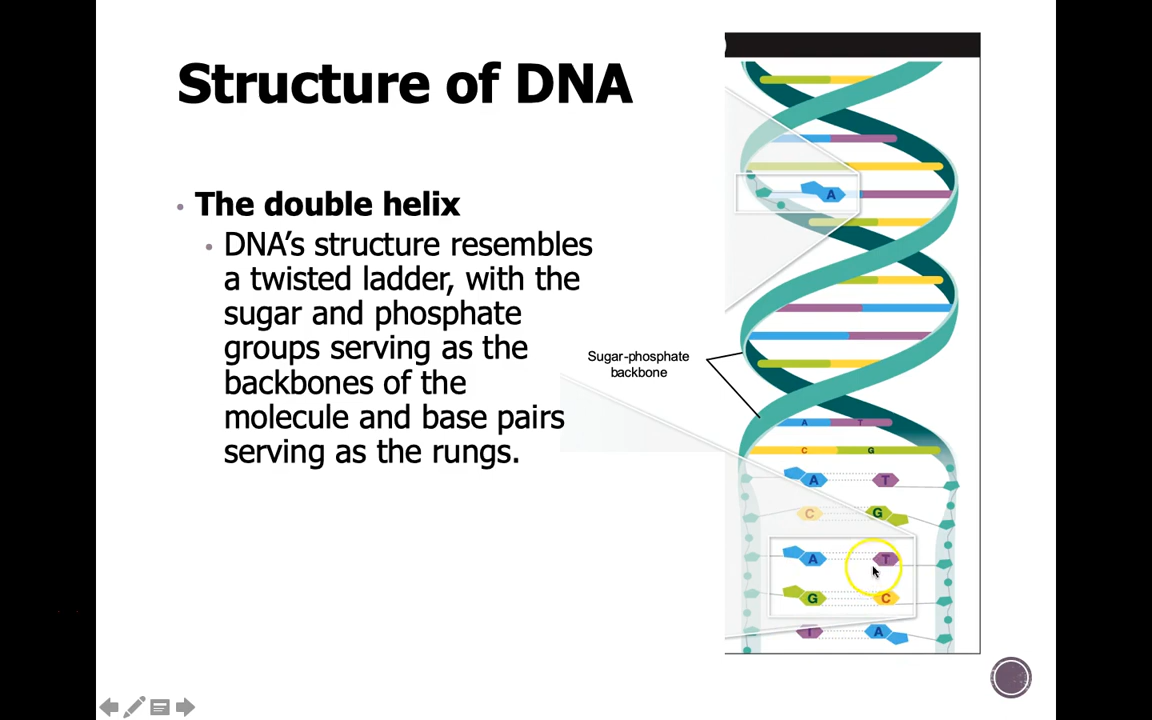 Structure of DNA
• The double helix
• DNA’s structure resembles
a twisted ladder, with the
sugar and phosphate
groups serving as the
backbones of the
molecule and base pairs
serving as the rungs.
A
Sugar-phosphate
backbone
A T
C G
A T
C G
A T
G C
T A